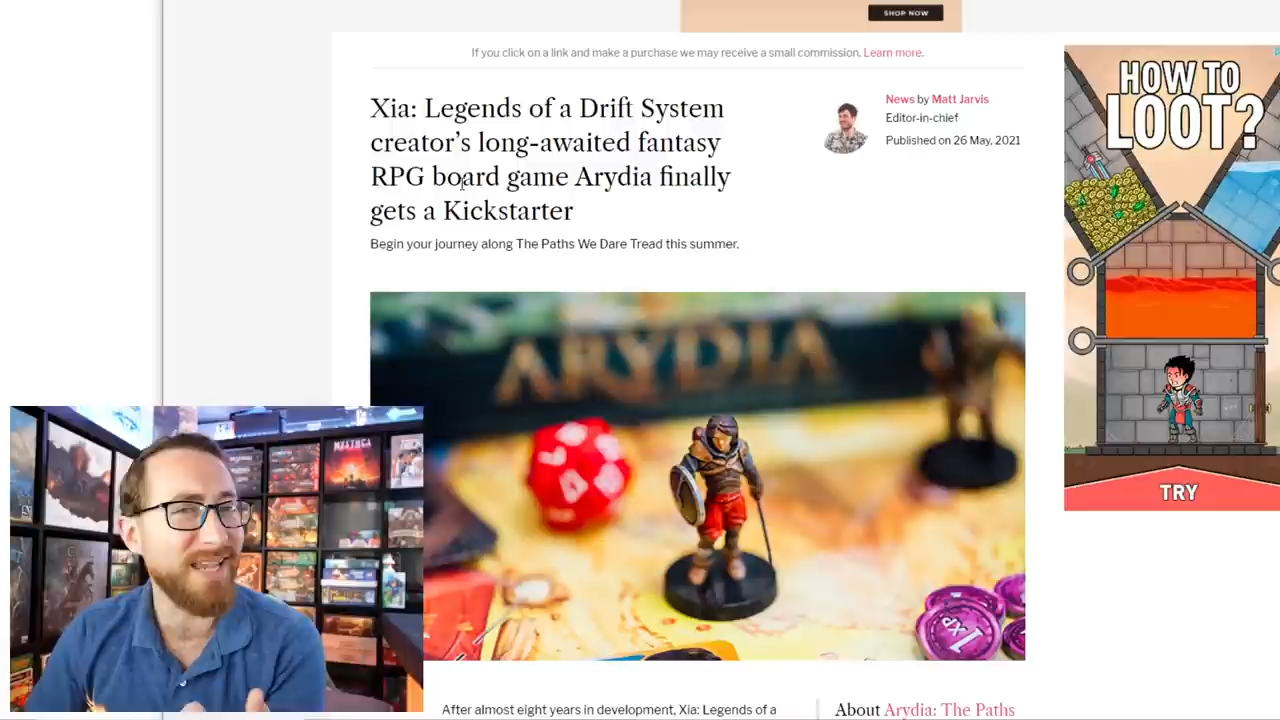 SHOP NOW
If you click on a link and make a purchase we may receive a small commission. Learn more.
Xia: Legends of a Drift System
creator's long-awaited fantasy
RPG board game Arydia finally
gets a Kickstarter
Begin your journey along The Paths We Dare Tread this summer.
News by Matt Jarvis
Editor-in-chief
Published on 26 May, 2021
HOW TO
LOOT?
TRY
ARYDIA
1 XP
MYTHICA
After almost eight years in development, Xia: Legends of a
About Arydia: The Paths